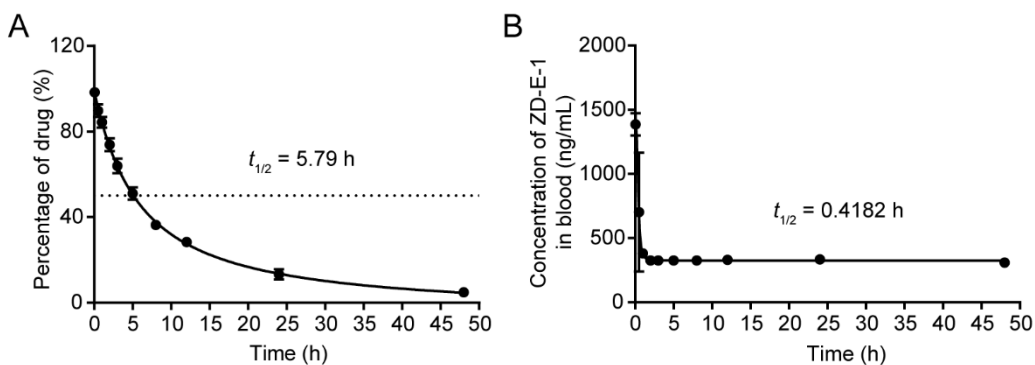 A
Percentage of drug (%)
120
80
40
0
t1/2 = 5.79 h
0 5 10 15 20 25 30 35 40 45 50
Time (h)
B
Concentration of ZD-E-1
in blood (ng/mL)
2000
1500
1000
500
0
t1/2 = 0.4182 h
0 5 10 15 20 25 30 35 40 45 50
Time (h)